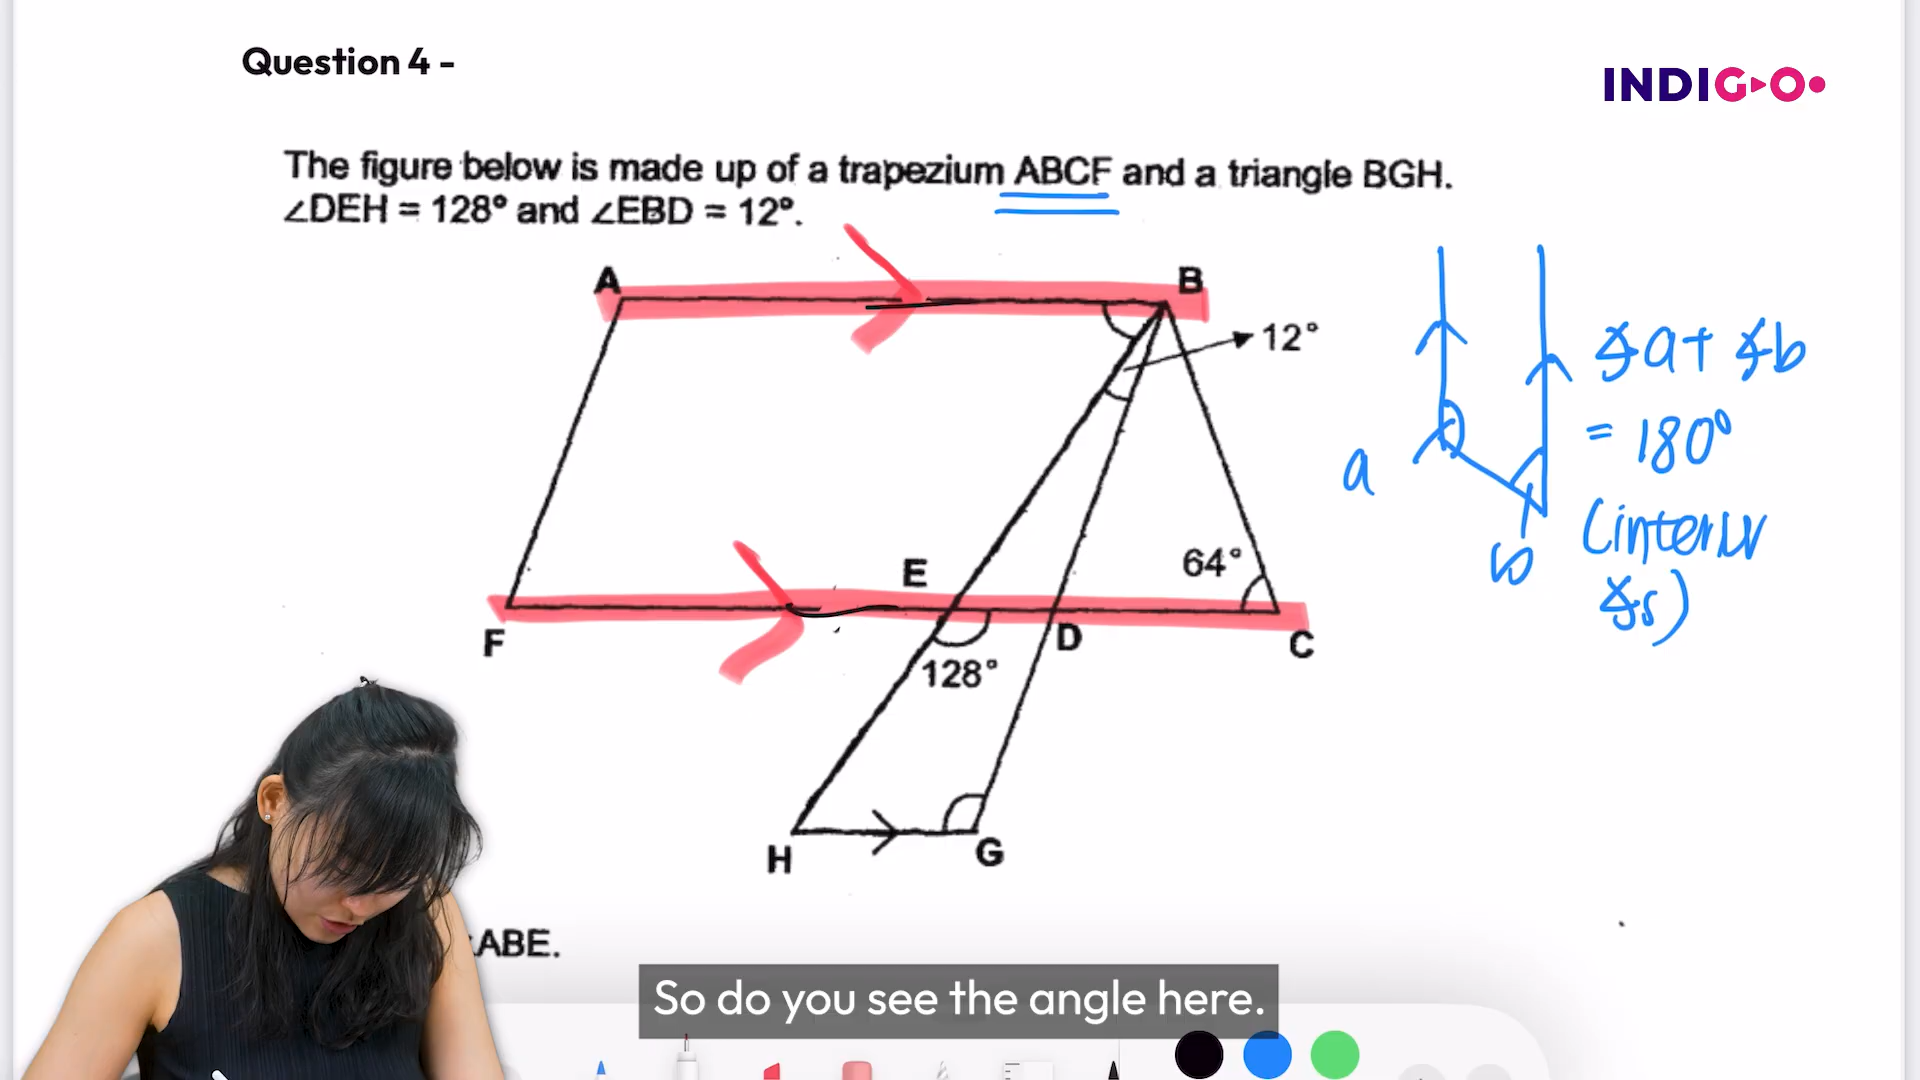 Question 4 -
INDIGO
The figure below is made up of a trapezium ABCF and a triangle BGH.
∠DEH = 128° and ∠EBD = 12°.
A
B
12°
∡a+ ∡b
= 180°
a
b
(interior
∡s)
E
64°
F
D
C
128°
H
G
∠ABE.
So do you see the angle here.